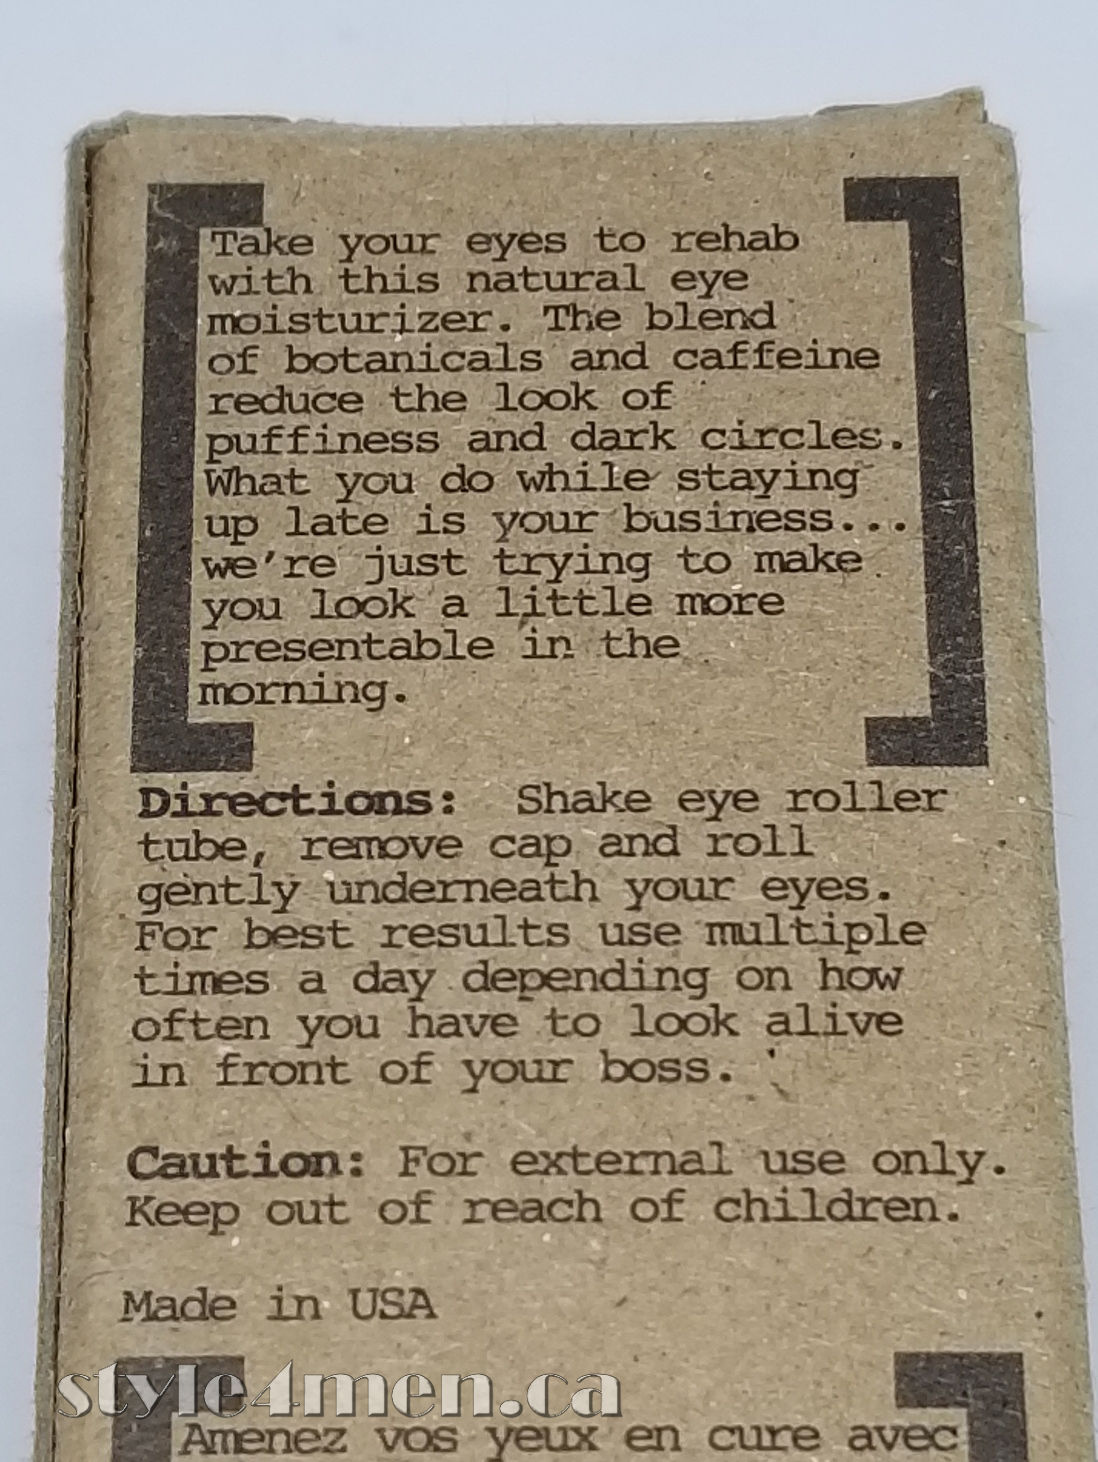 Take your eyes to rehab
with this natural eye
moisturizer. The blend
of botanicals and caffeine
reduce the look of
puffiness and dark circles.
What you do while staying
up late is your business...
we're just trying to make
you look a little more
presentable in the
morning.
Directions: Shake eye roller
tube, remove cap and roll
gently underneath your eyes.
For best results use multiple
times a day depending on how
often you have to look alive
in front of your boss.
Caution: For external use only.
Keep out of reach of children.
Made in USA
style4men.ca
Amenez vos yeux en cure avec